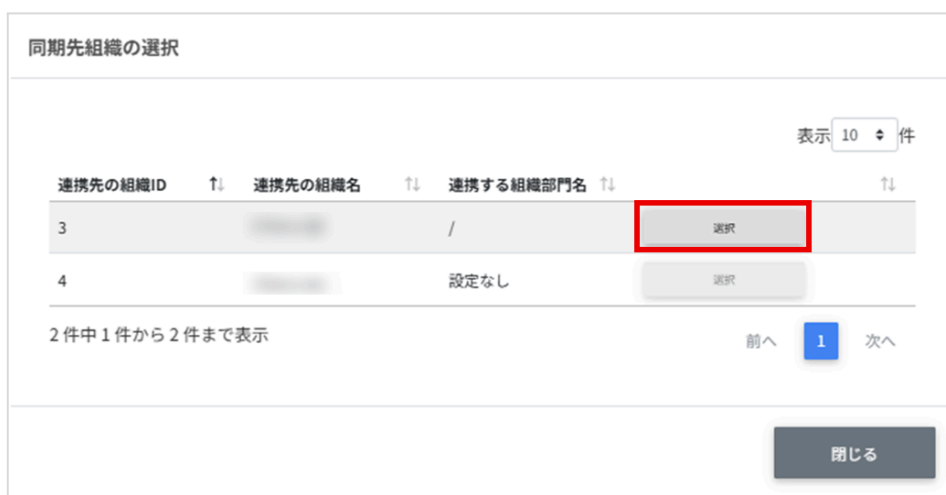 同期先組織の選択
表示 10 件
連携先の組織ID 連携先の組織名 連携する組織部門名
3 / 選択
4 設定なし 選択
2 件中 1 件から 2 件まで表示
前へ 1 次へ
閉じる